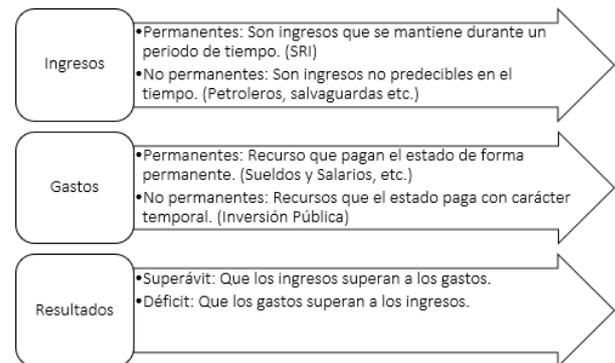 Ingresos
•Permanentes: Son ingresos que se mantiene durante un
periodo de tiempo. (SRI)
•No permanentes: Son ingresos no predecibles en el
tiempo. (Petroleros, salvaguardas etc.)
Gastos
•Permanentes: Recurso que pagan el estado de forma
permanente. (Sueldos y Salarios, etc.)
•No permanentes: Recursos que el estado paga con carácter
temporal. (Inversión Pública)
Resultados
•Superávit: Que los ingresos superan a los gastos.
•Déficit: Que los gastos superan a los ingresos.